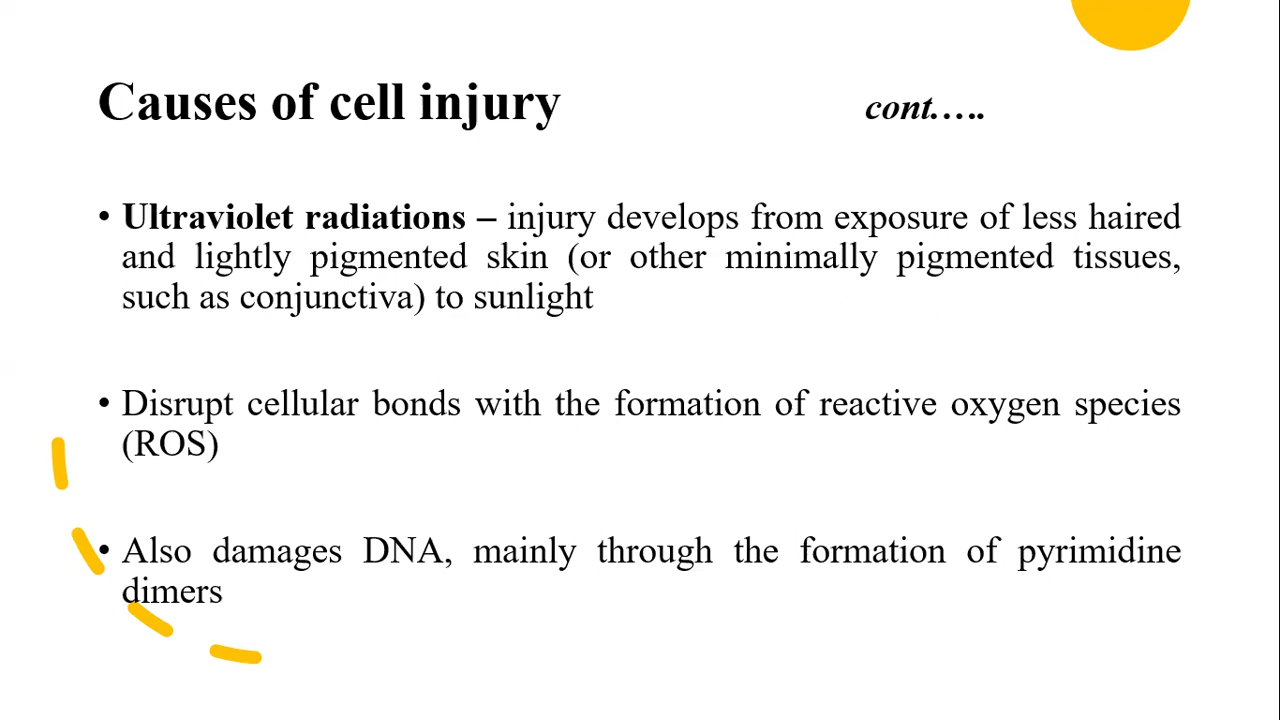 Causes of cell injury cont.….
• Ultraviolet radiations – injury develops from exposure of less haired
and lightly pigmented skin (or other minimally pigmented tissues,
such as conjunctiva) to sunlight
• Disrupt cellular bonds with the formation of reactive oxygen species
(ROS)
• Also damages DNA, mainly through the formation of pyrimidine
dimers